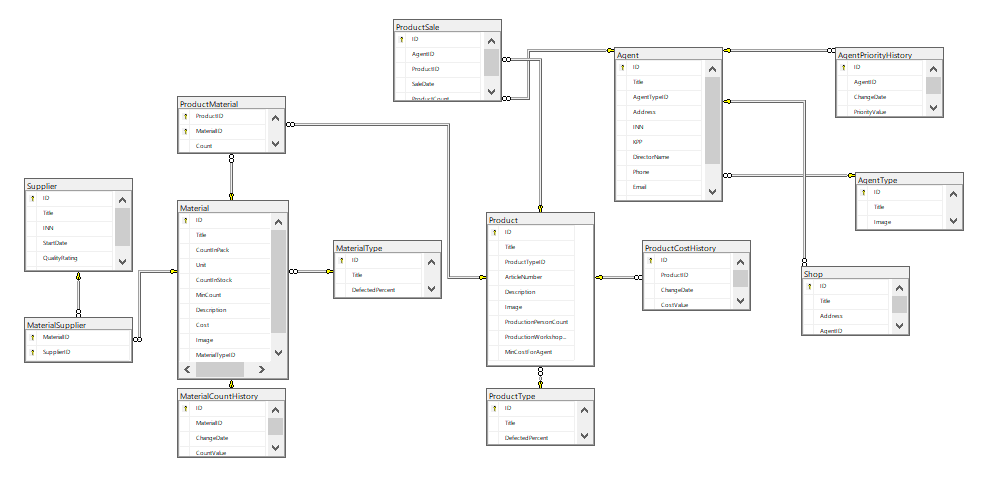 ProductSale
ID
AgentID
ProductID
SaleDate
ProductCount
Agent
ID
Title
AgentTypeID
Address
INN
KPP
DirectorName
Phone
Email
AgentPriorityHistory
ID
AgentID
ChangeDate
PriorityValue
ProductMaterial
ProductID
MaterialID
Count
Supplier
ID
Title
INN
StartDate
QualityRating
Material
ID
Title
CountInPack
Unit
CountInStock
MinCount
Description
Cost
Image
MaterialTypeID
MaterialType
ID
Title
DefectedPercent
Product
ID
Title
ProductTypeID
ArticleNumber
Description
Image
ProductionPersonCount
ProductionWorkshop...
MinCostForAgent
ProductCostHistory
ID
ProductID
ChangeDate
CostValue
AgentType
ID
Title
Image
Shop
ID
Title
Address
AgentID
MaterialSupplier
MaterialID
SupplierID
MaterialCountHistory
ID
MaterialID
ChangeDate
CountValue
ProductType
ID
Title
DefectedPercent